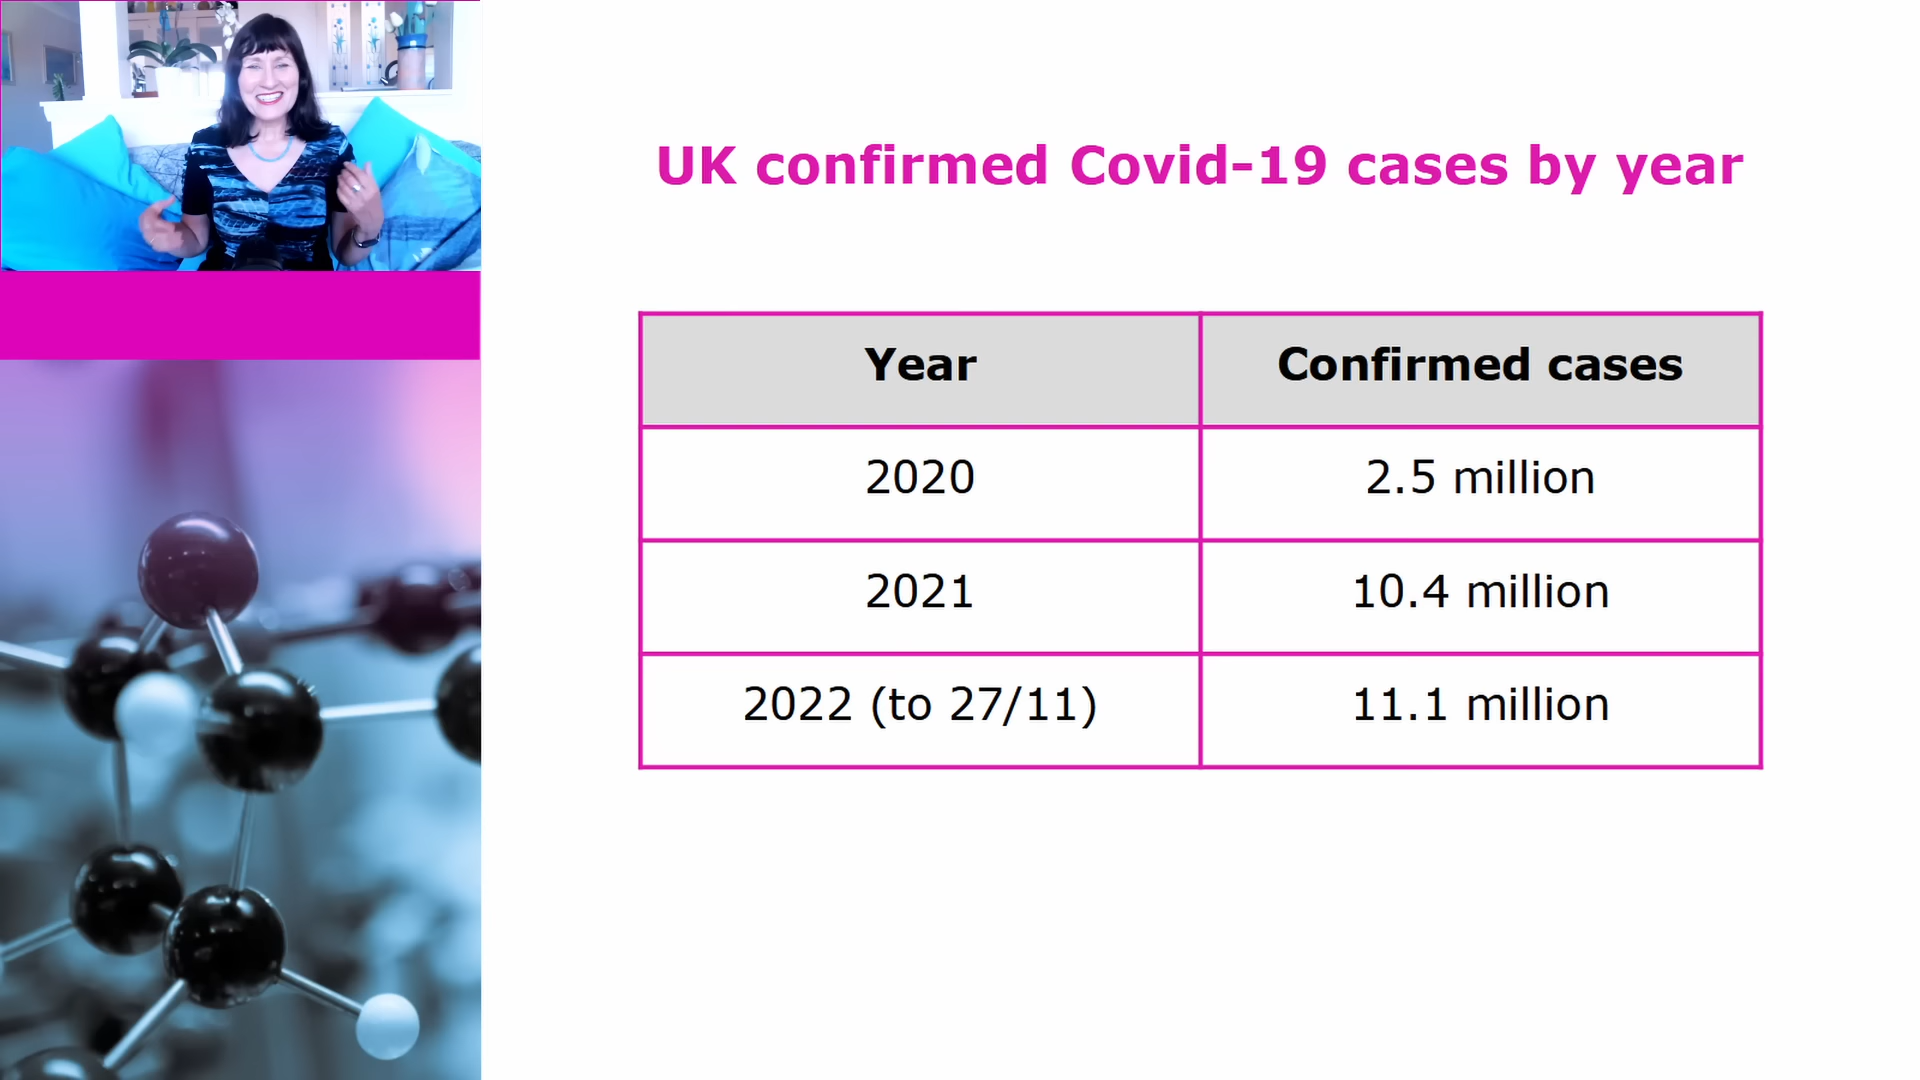 UK confirmed Covid-19 cases by year
Year Confirmed cases
2020 2.5 million
2021 10.4 million
2022 (to 27/11) 11.1 million